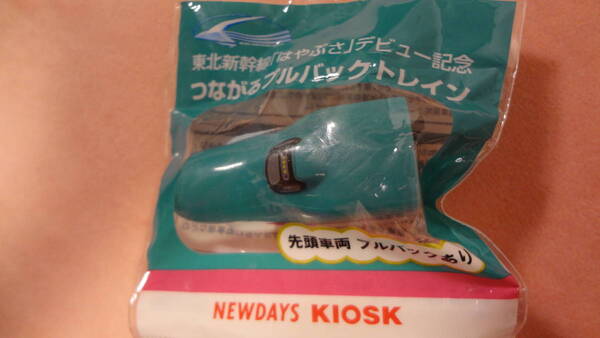 東北新幹線「はやぶさ」デビュー記念
つながるプルバックトレイン
先頭車両 プルバックあり
NEWDAYS KIOSK